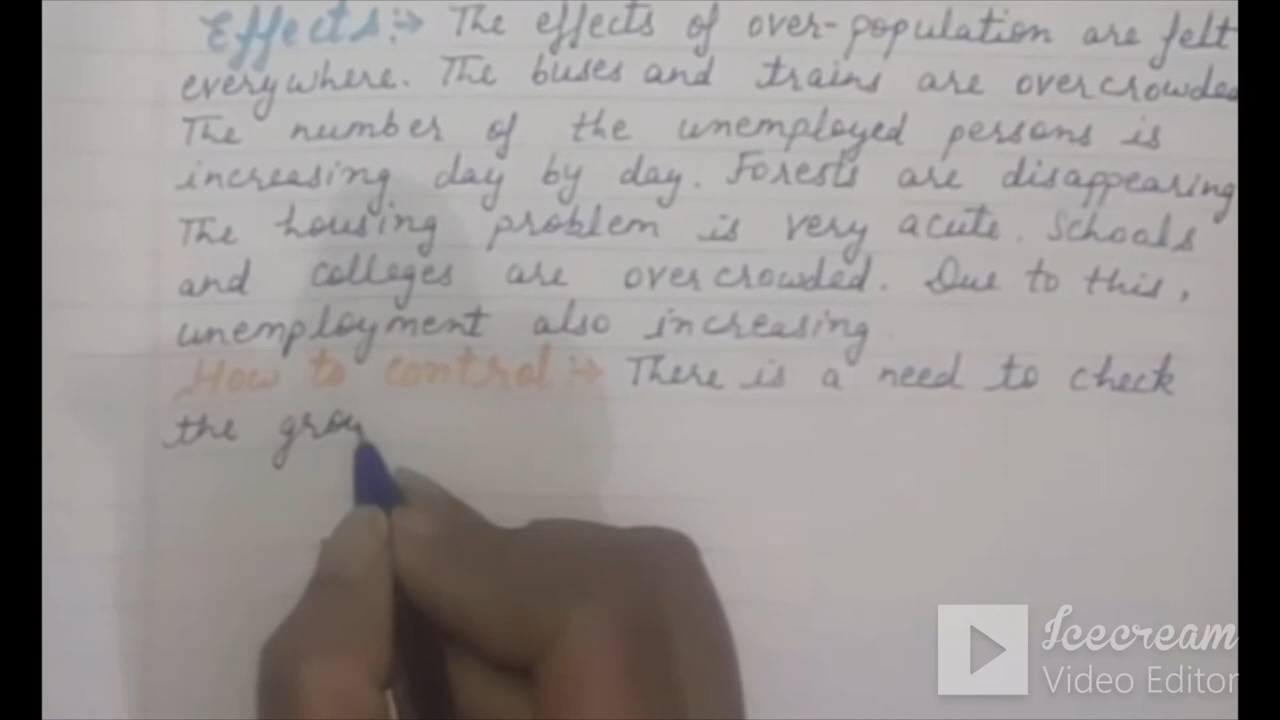 Effects:→ The effects of over-population are felt
everywhere. The buses and trains are overcrowded
The number of the unemployed persons is
increasing day by day. Forests are disappearing
The housing problem is very acute. Schools
and colleges are overcrowded. Due to this,
unemployment also increasing.
How to control:→ There is a need to check
the grow
Icecream
Video Editor